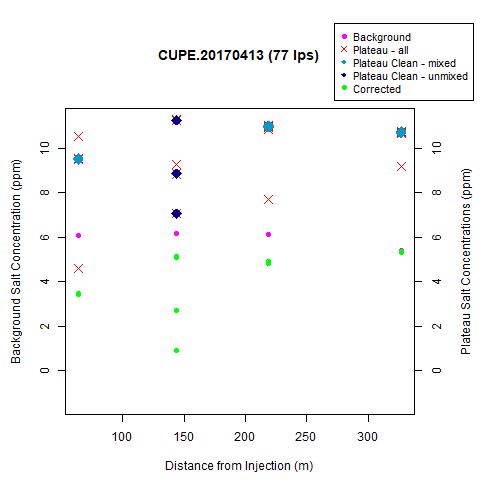 CUPE.20170413 (77 lps)
Background
Plateau - all
Plateau Clean - mixed
Plateau Clean - unmixed
Corrected
Background Salt Concentration (ppm)
10
8
6
4
2
0
10
8
6
4
2
0
Plateau Salt Concentrations (ppm)
100 150 200 250 300
Distance from Injection (m)